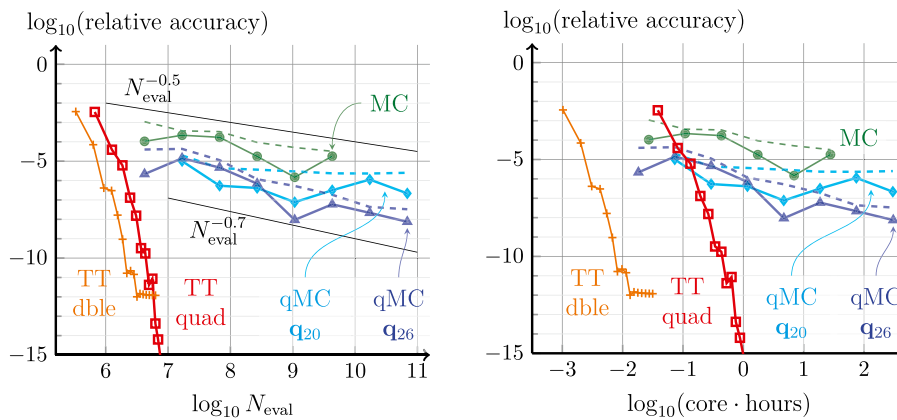 log₁₀(relative accuracy)
0
−5
−10
−15
N_eval^−0.5
MC
N_eval^−0.7
TT
dble
TT
quad
qMC
q₂₀
qMC
q₂₆
6 7 8 9 10 11
log₁₀ N_eval
log₁₀(relative accuracy)
0
−5
−10
−15
MC
TT
dble
TT
quad
qMC
q₂₀
qMC
q₂₆
−3 −2 −1 0 1 2
log₁₀(core · hours)